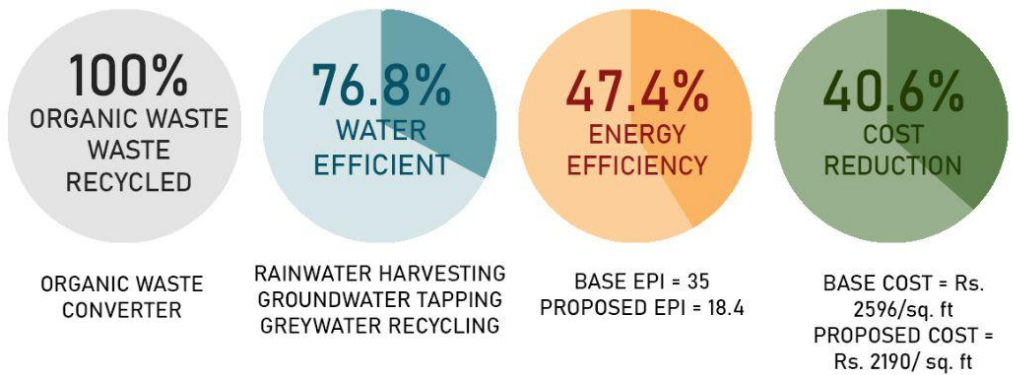 100%
ORGANIC WASTE
WASTE
RECYCLED
ORGANIC WASTE
CONVERTER
76.8%
WATER
EFFICIENT
RAINWATER HARVESTING
GROUNDWATER TAPPING
GREYWATER RECYCLING
47.4%
ENERGY
EFFICIENCY
BASE EPI = 35
PROPOSED EPI = 18.4
40.6%
COST
REDUCTION
BASE COST = Rs.
2596/sq. ft
PROPOSED COST =
Rs. 2190/ sq. ft